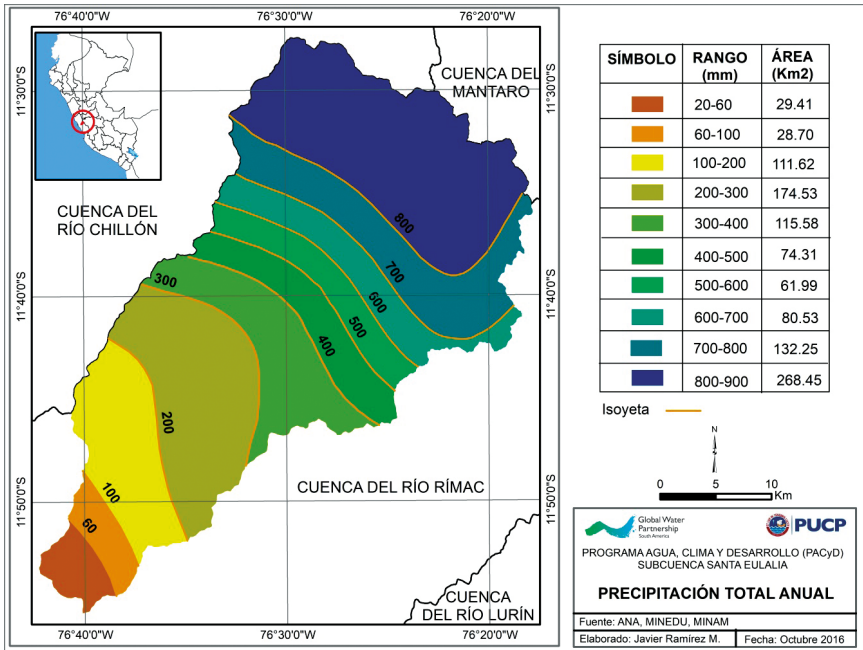 76°40'0"O 76°30'0"O 76°20'0"O
11°30'0"S
11°40'0"S
11°50'0"S
CUENCA DEL
MANTARO
CUENCA DEL
RÍO CHILLÓN
800
700
600
500
400
300
200
100
60
CUENCA DEL RÍO RÍMAC
CUENCA
DEL RÍO LURÍN
11°30'0"S
11°40'0"S
11°50'0"S
76°40'0"O 76°30'0"O 76°20'0"O
SÍMBOLO RANGO (mm) ÁREA (Km2)
20-60 29.41
60-100 28.70
100-200 111.62
200-300 174.53
300-400 115.58
400-500 74.31
500-600 61.99
600-700 80.53
700-800 132.25
800-900 268.45
Isoyeta
N
0 5 10
Km
Global Water
Partnership
South America
PUCP
PROGRAMA AGUA, CLIMA Y DESARROLLO (PACyD)
SUBCUENCA SANTA EULALIA
PRECIPITACIÓN TOTAL ANUAL
Fuente: ANA, MINEDU, MINAM
Elaborado: Javier Ramírez M. Fecha: Octubre 2016